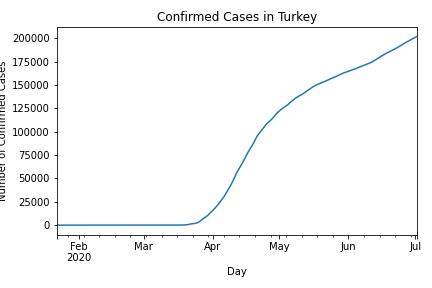 Confirmed Cases in Turkey
Number of Confirmed Cases
200000
175000
150000
125000
100000
75000
50000
25000
0
Feb
2020
Mar
Apr
May
Jun
Jul
Day